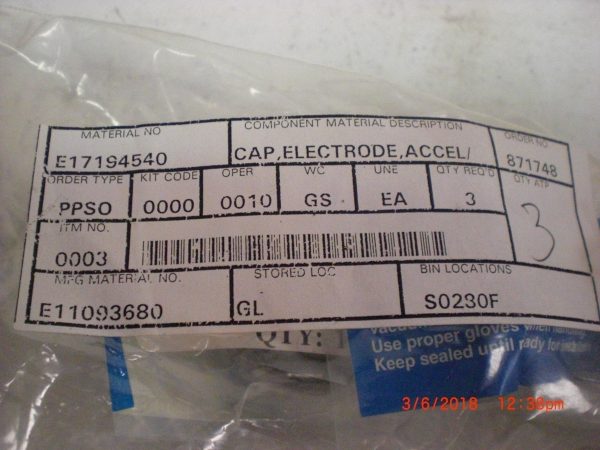 MATERIAL NO COMPONENT MATERIAL DESCRIPTION ORDER NO
E17194540 CAP,ELECTRODE,ACCEL/ 871748
ORDER TYPE KIT CODE OPER WC UNE QTY REQ'D QTY ATP
PPSO 0000 0010 GS EA 3 3
ITM NO.
0003
MFG MATERIAL NO. STORED LOC BIN LOCATIONS
E11093680 GL S0230F
QTY:
Use proper gloves when
Keep sealed until ready for
3/6/2018 12:36pm